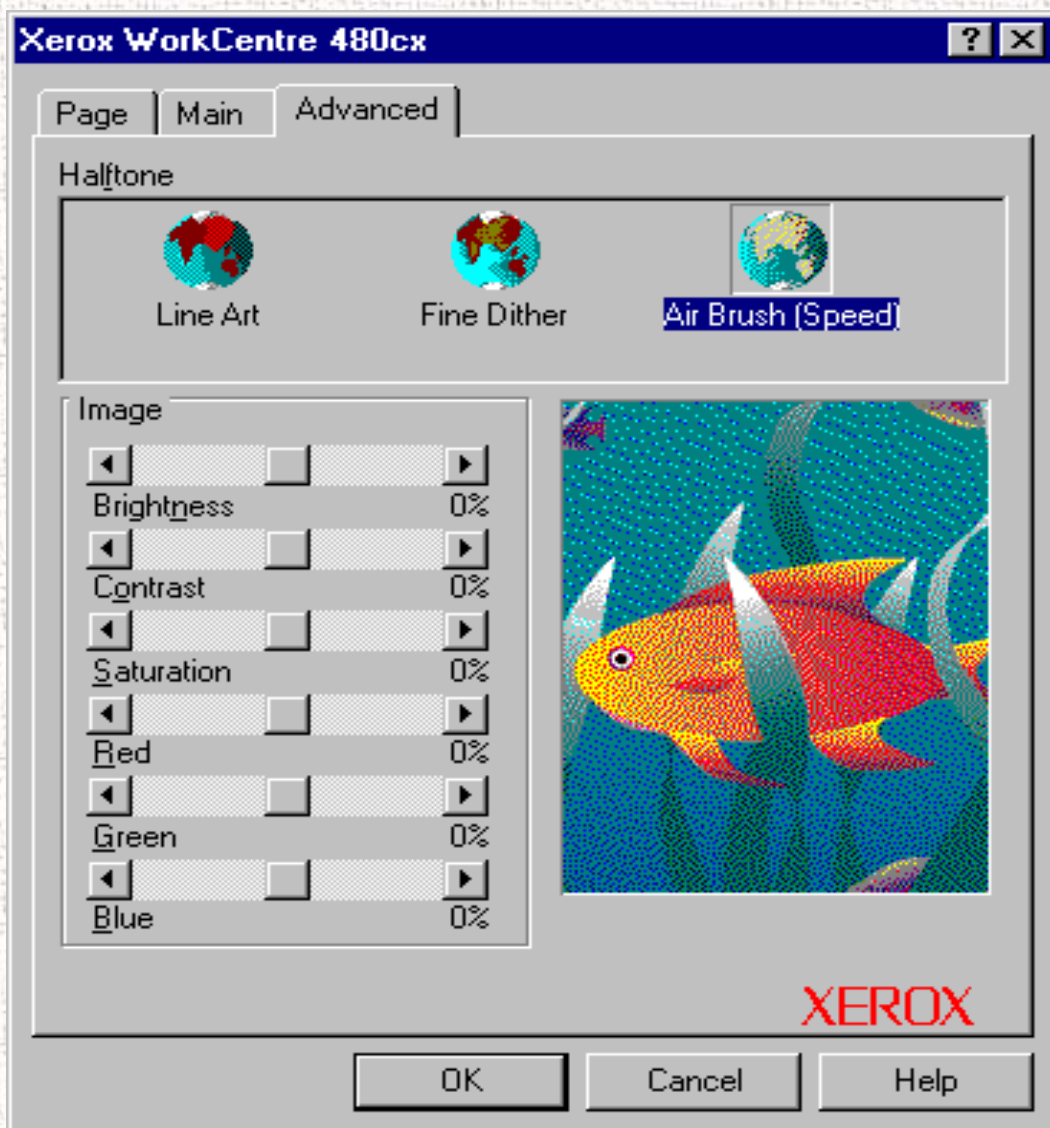 Xerox WorkCentre 480cx
Page Main Advanced
Halftone
Line Art Fine Dither Air Brush (Speed)
Image
Brightness 0%
Contrast 0%
Saturation 0%
Red 0%
Green 0%
Blue 0%
XEROX
OK Cancel Help